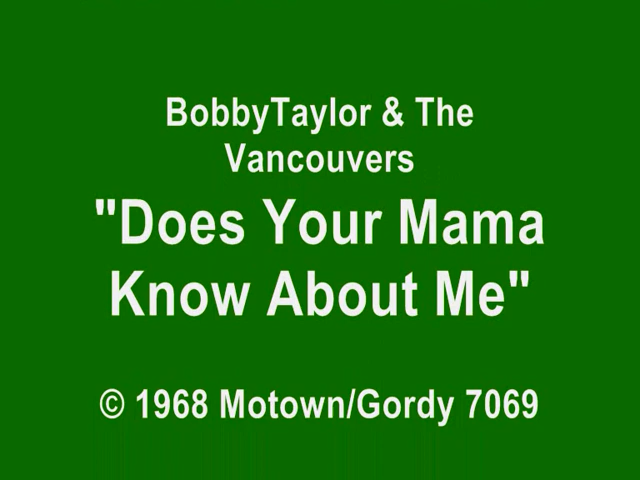 BobbyTaylor & The
Vancouvers
"Does Your Mama
Know About Me"
© 1968 Motown/Gordy 7069